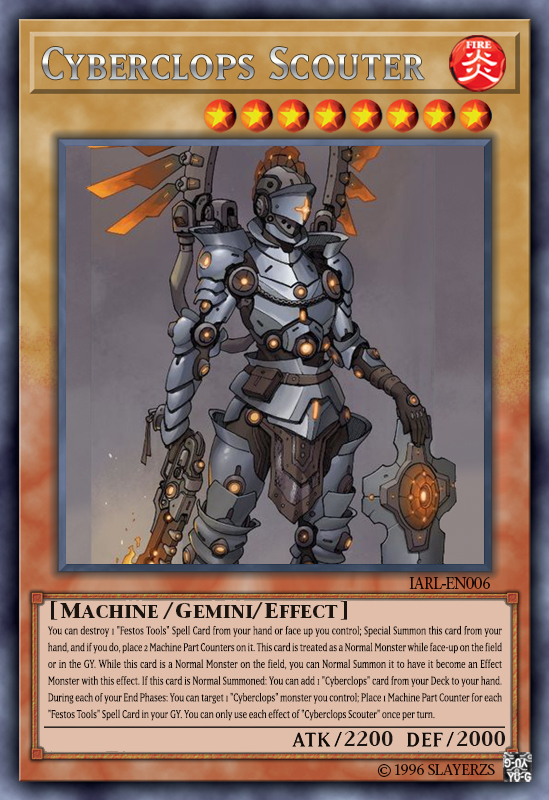 CYBERCLOPS SCOUTER
FIRE
炎
IARL-EN006
[MACHINE/GEMINI/EFFECT]
You can destroy 1 "Festos Tools" Spell Card from your hand or face up you control; Special Summon this card from your
hand, and if you do, place 2 Machine Part Counters on it. This card is treated as a Normal Monster while face-up on the field
or in the GY. While this card is a Normal Monster on the field, you can Normal Summon it to have it become an Effect
Monster with this effect. If this card is Normal Summoned: You can add 1 "Cyberclops" card from your Deck to your hand.
During each of your End Phases: You can target 1 "Cyberclops" monster you control; Place 1 Machine Part Counter for each
"Festos Tools" Spell Card in your GY. You can only use each effect of "Cyberclops Scouter" once per turn.
ATK/2200 DEF/2000
© 1996 SLAYERZS
YU-G
YU-G